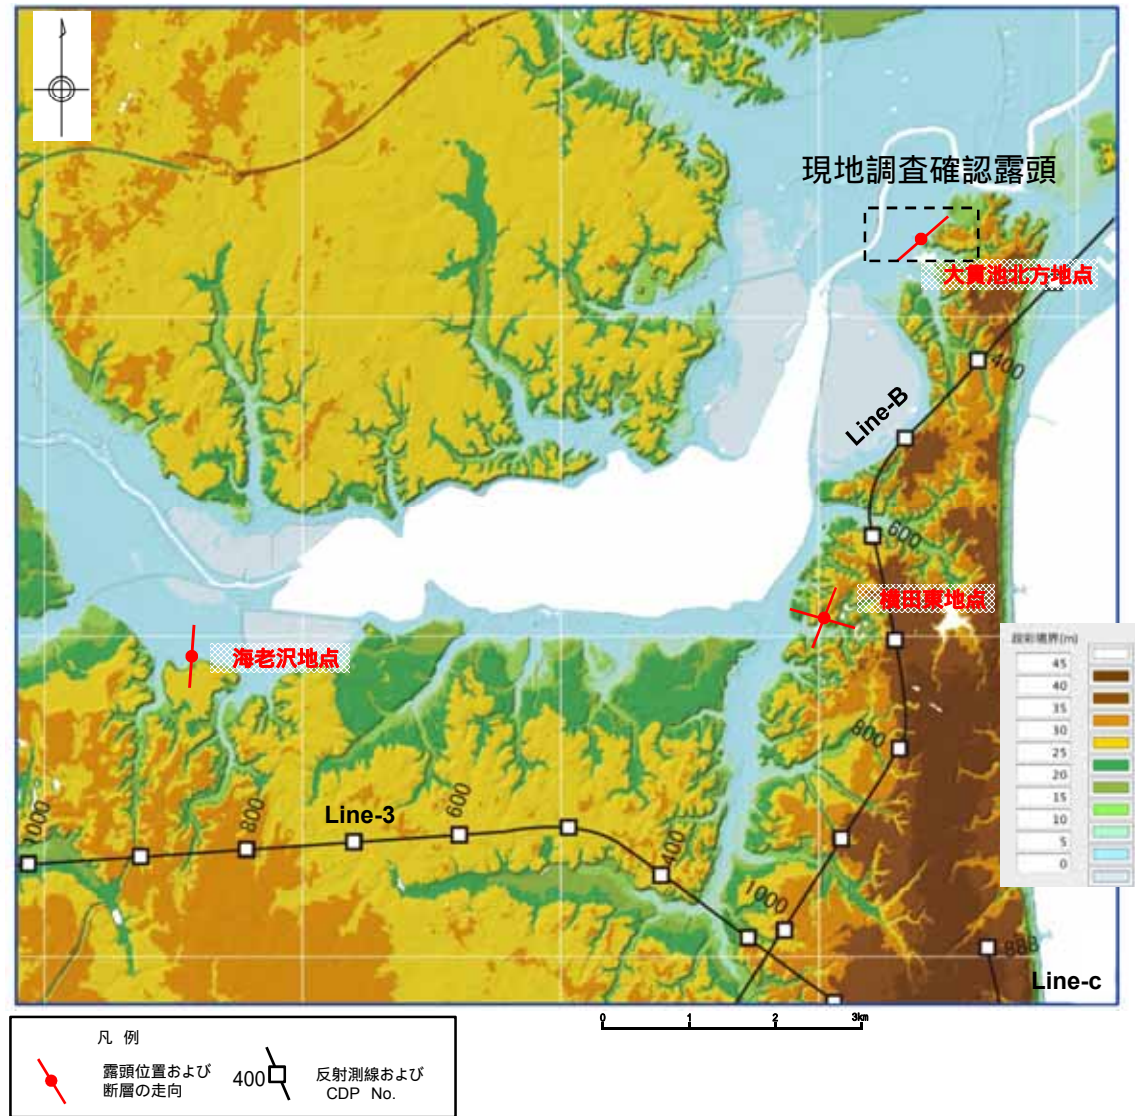 現地調査確認露頭
大貫池北方地点
400
Line-B
600
横田東地点
海老沢地点
段彩境界(m)
45
40
35
30
25
20
15
10
5
0
800
1000
800
Line-3
600
400
1000
888
Line-c
0 1 2 3km
凡 例
露頭位置および
断層の走向
400
反射測線および
CDP No.